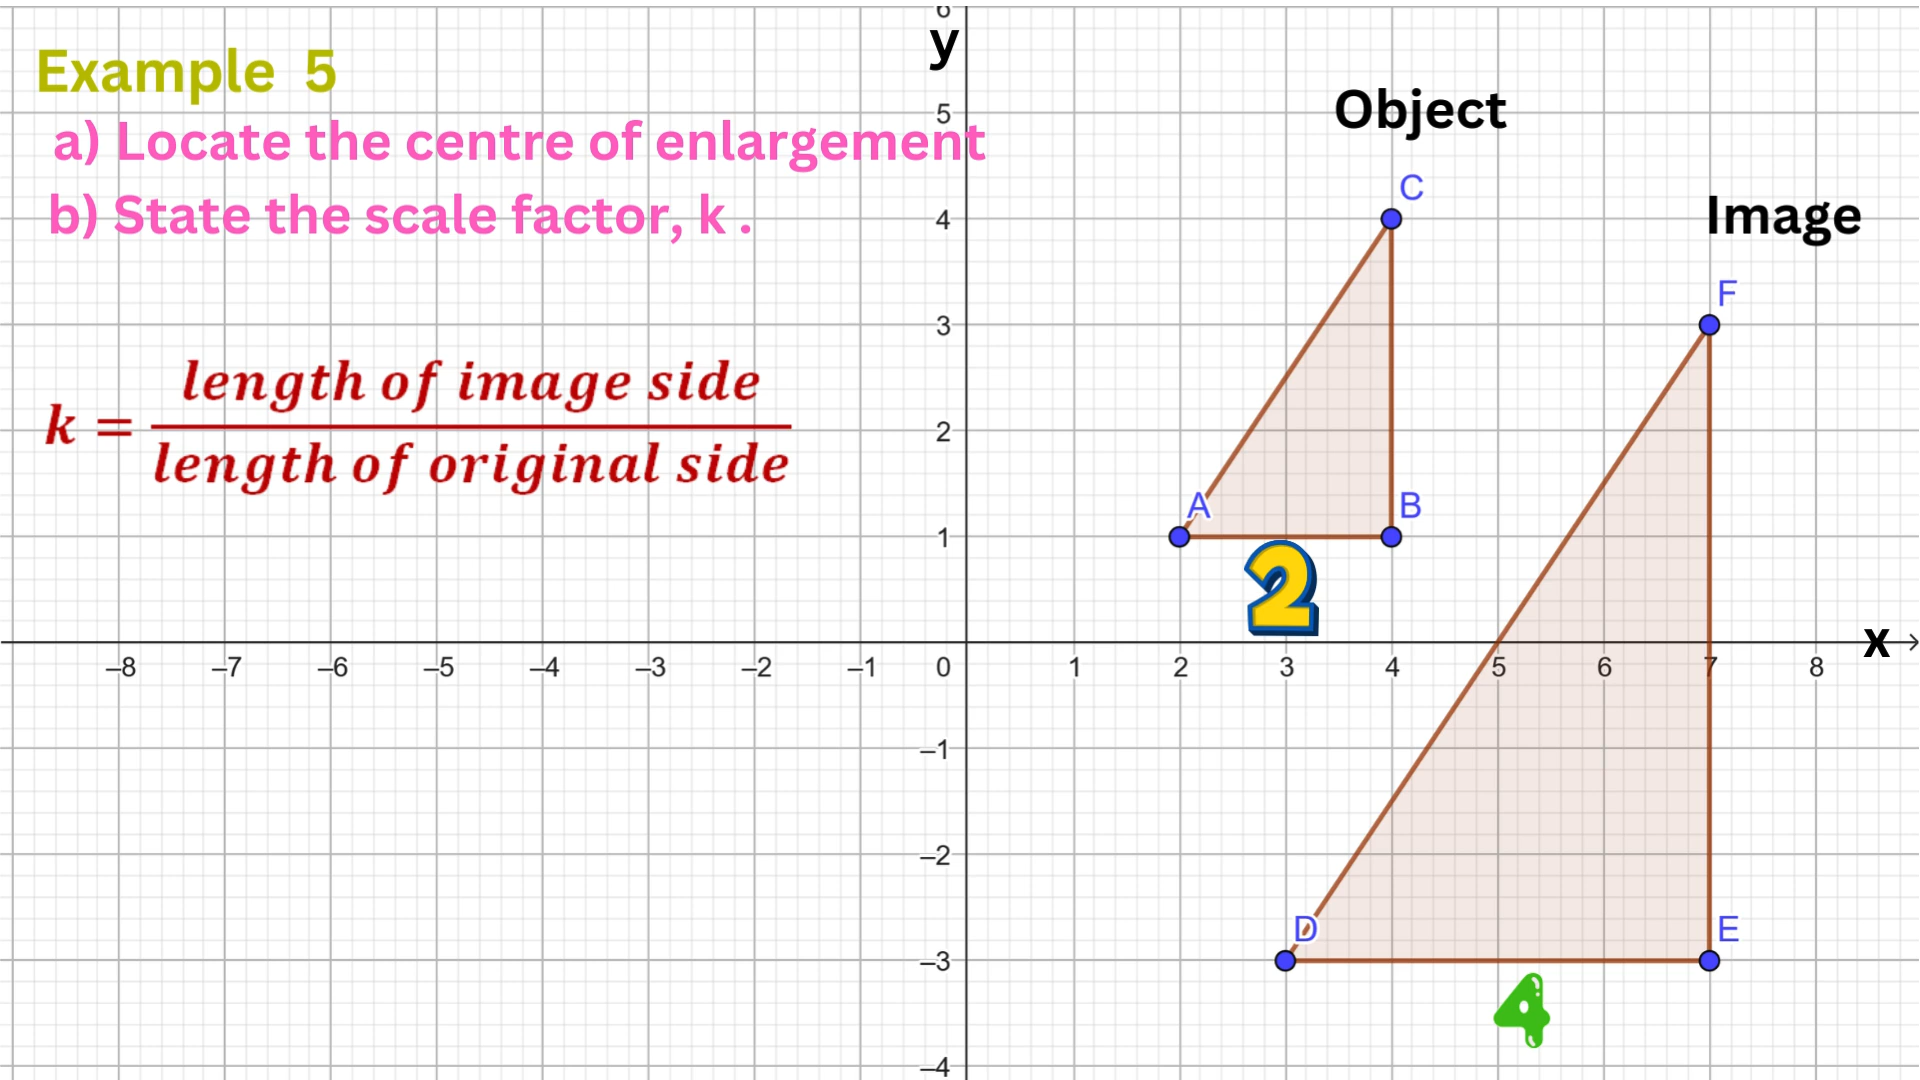 6
y
Example 5
Object
5
a) Locate the centre of enlargement
C
b) State the scale factor, k .
4
Image
F
3
k = length of image side / length of original side
2
A
B
1
2
x
–8 –7 –6 –5 –4 –3 –2 –1 0 1 2 3 4 5 6 7 8
–1
–2
D
E
–3
4
–4